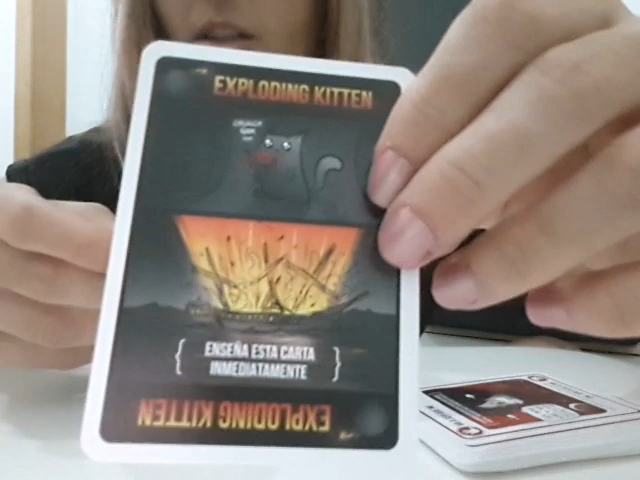 EXPLODING KITTEN
ENSEÑA ESTA CARTA
INMEDIATAMENTE
EXPLODING KITTEN